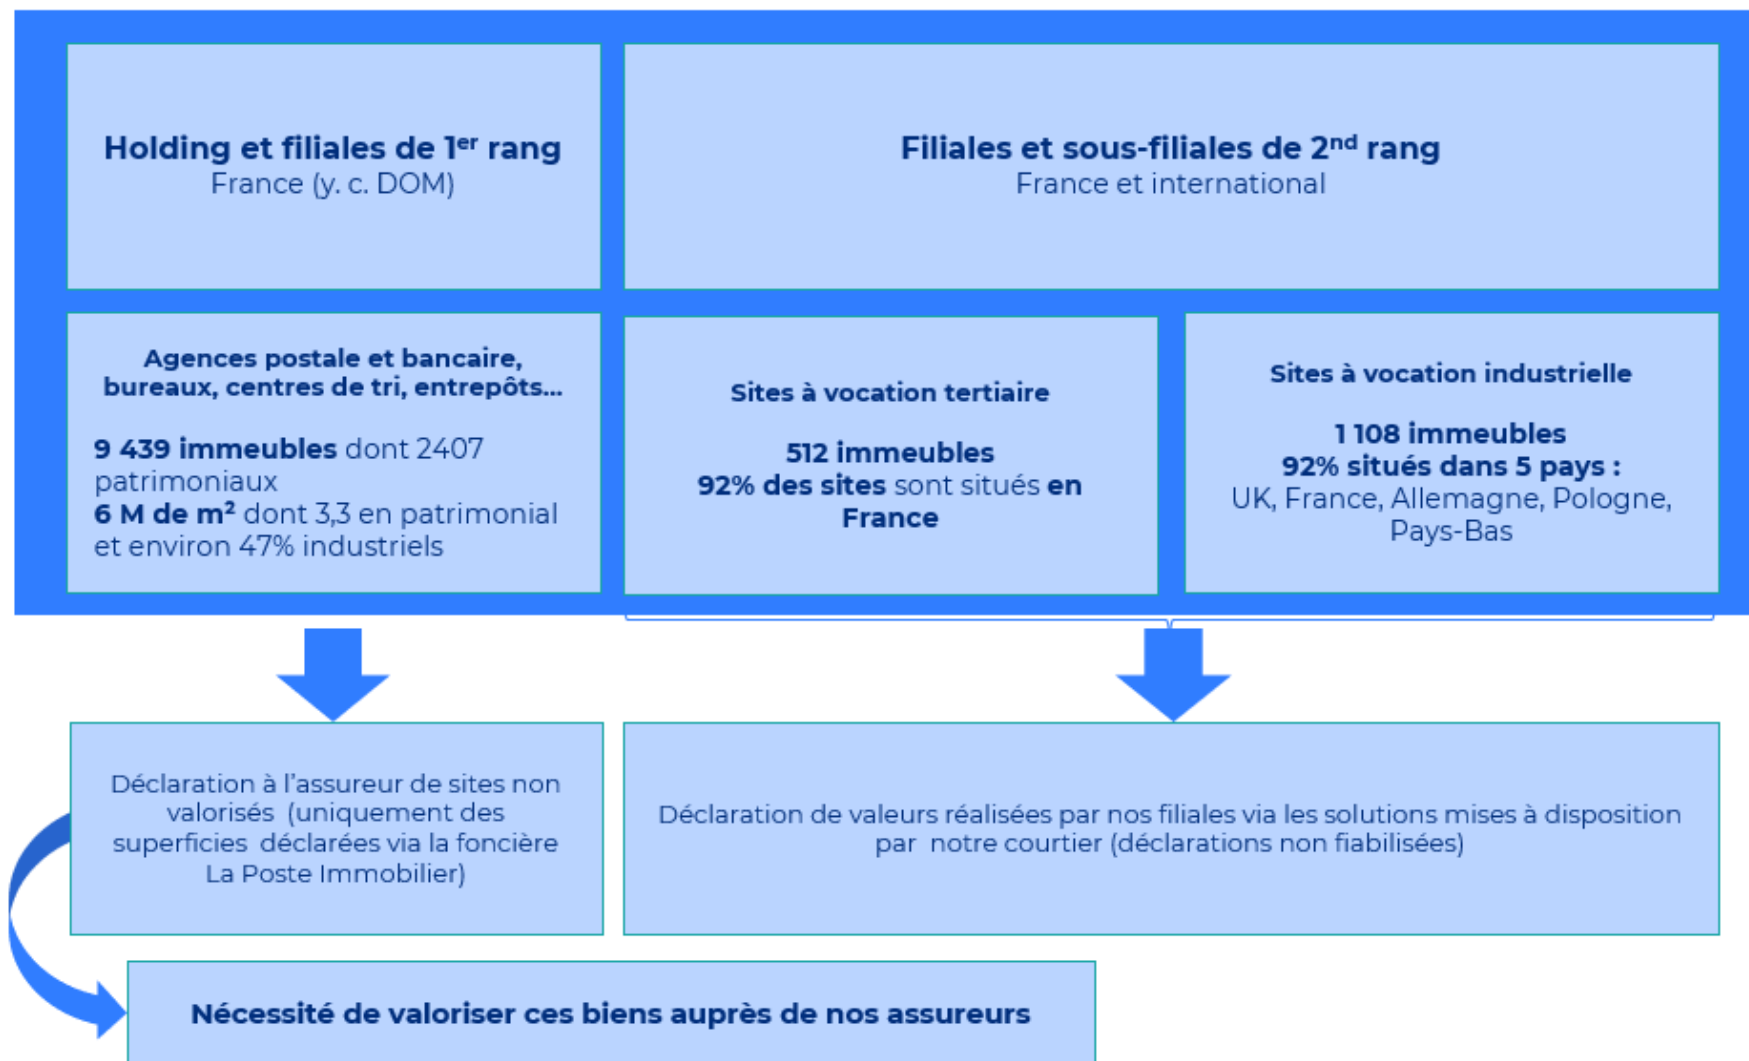 Holding et filiales de 1er rang
France (y. c. DOM)
Filiales et sous-filiales de 2nd rang
France et international
Agences postale et bancaire,
bureaux, centres de tri, entrepôts...
9 439 immeubles dont 2407
patrimoniaux
6 M de m² dont 3,3 en patrimonial
et environ 47% industriels
Sites à vocation tertiaire
512 immeubles
92% des sites sont situés en
France
Sites à vocation industrielle
1 108 immeubles
92% situés dans 5 pays :
UK, France, Allemagne, Pologne,
Pays-Bas
Déclaration à l'assureur de sites non
valorisés (uniquement des
superficies déclarées via la foncière
La Poste Immobilier)
Déclaration de valeurs réalisées par nos filiales via les solutions mises à disposition
par notre courtier (déclarations non fiabilisées)
Nécessité de valoriser ces biens auprès de nos assureurs